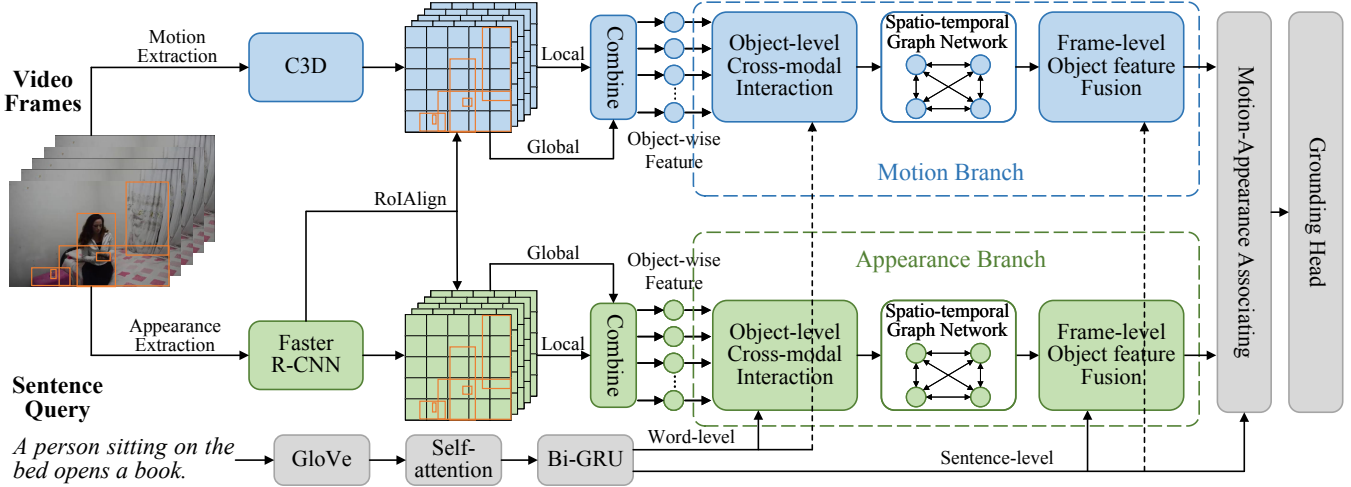 Video
Frames
Motion
Extraction
C3D
Local
Global
Combine
Object-wise
Feature
Object-level
Cross-modal
Interaction
Spatio-temporal
Graph Network
Frame-level
Object feature
Fusion
Motion Branch
RoIAlign
Appearance
Extraction
Faster
R-CNN
Global
Local
Combine
Object-wise
Feature
Appearance Branch
Object-level
Cross-modal
Interaction
Spatio-temporal
Graph Network
Frame-level
Object feature
Fusion
Motion-Appearance Associating
Grounding Head
Sentence
Query
A person sitting on the
bed opens a book.
GloVe
Self-
attention
Bi-GRU
Word-level
Sentence-level